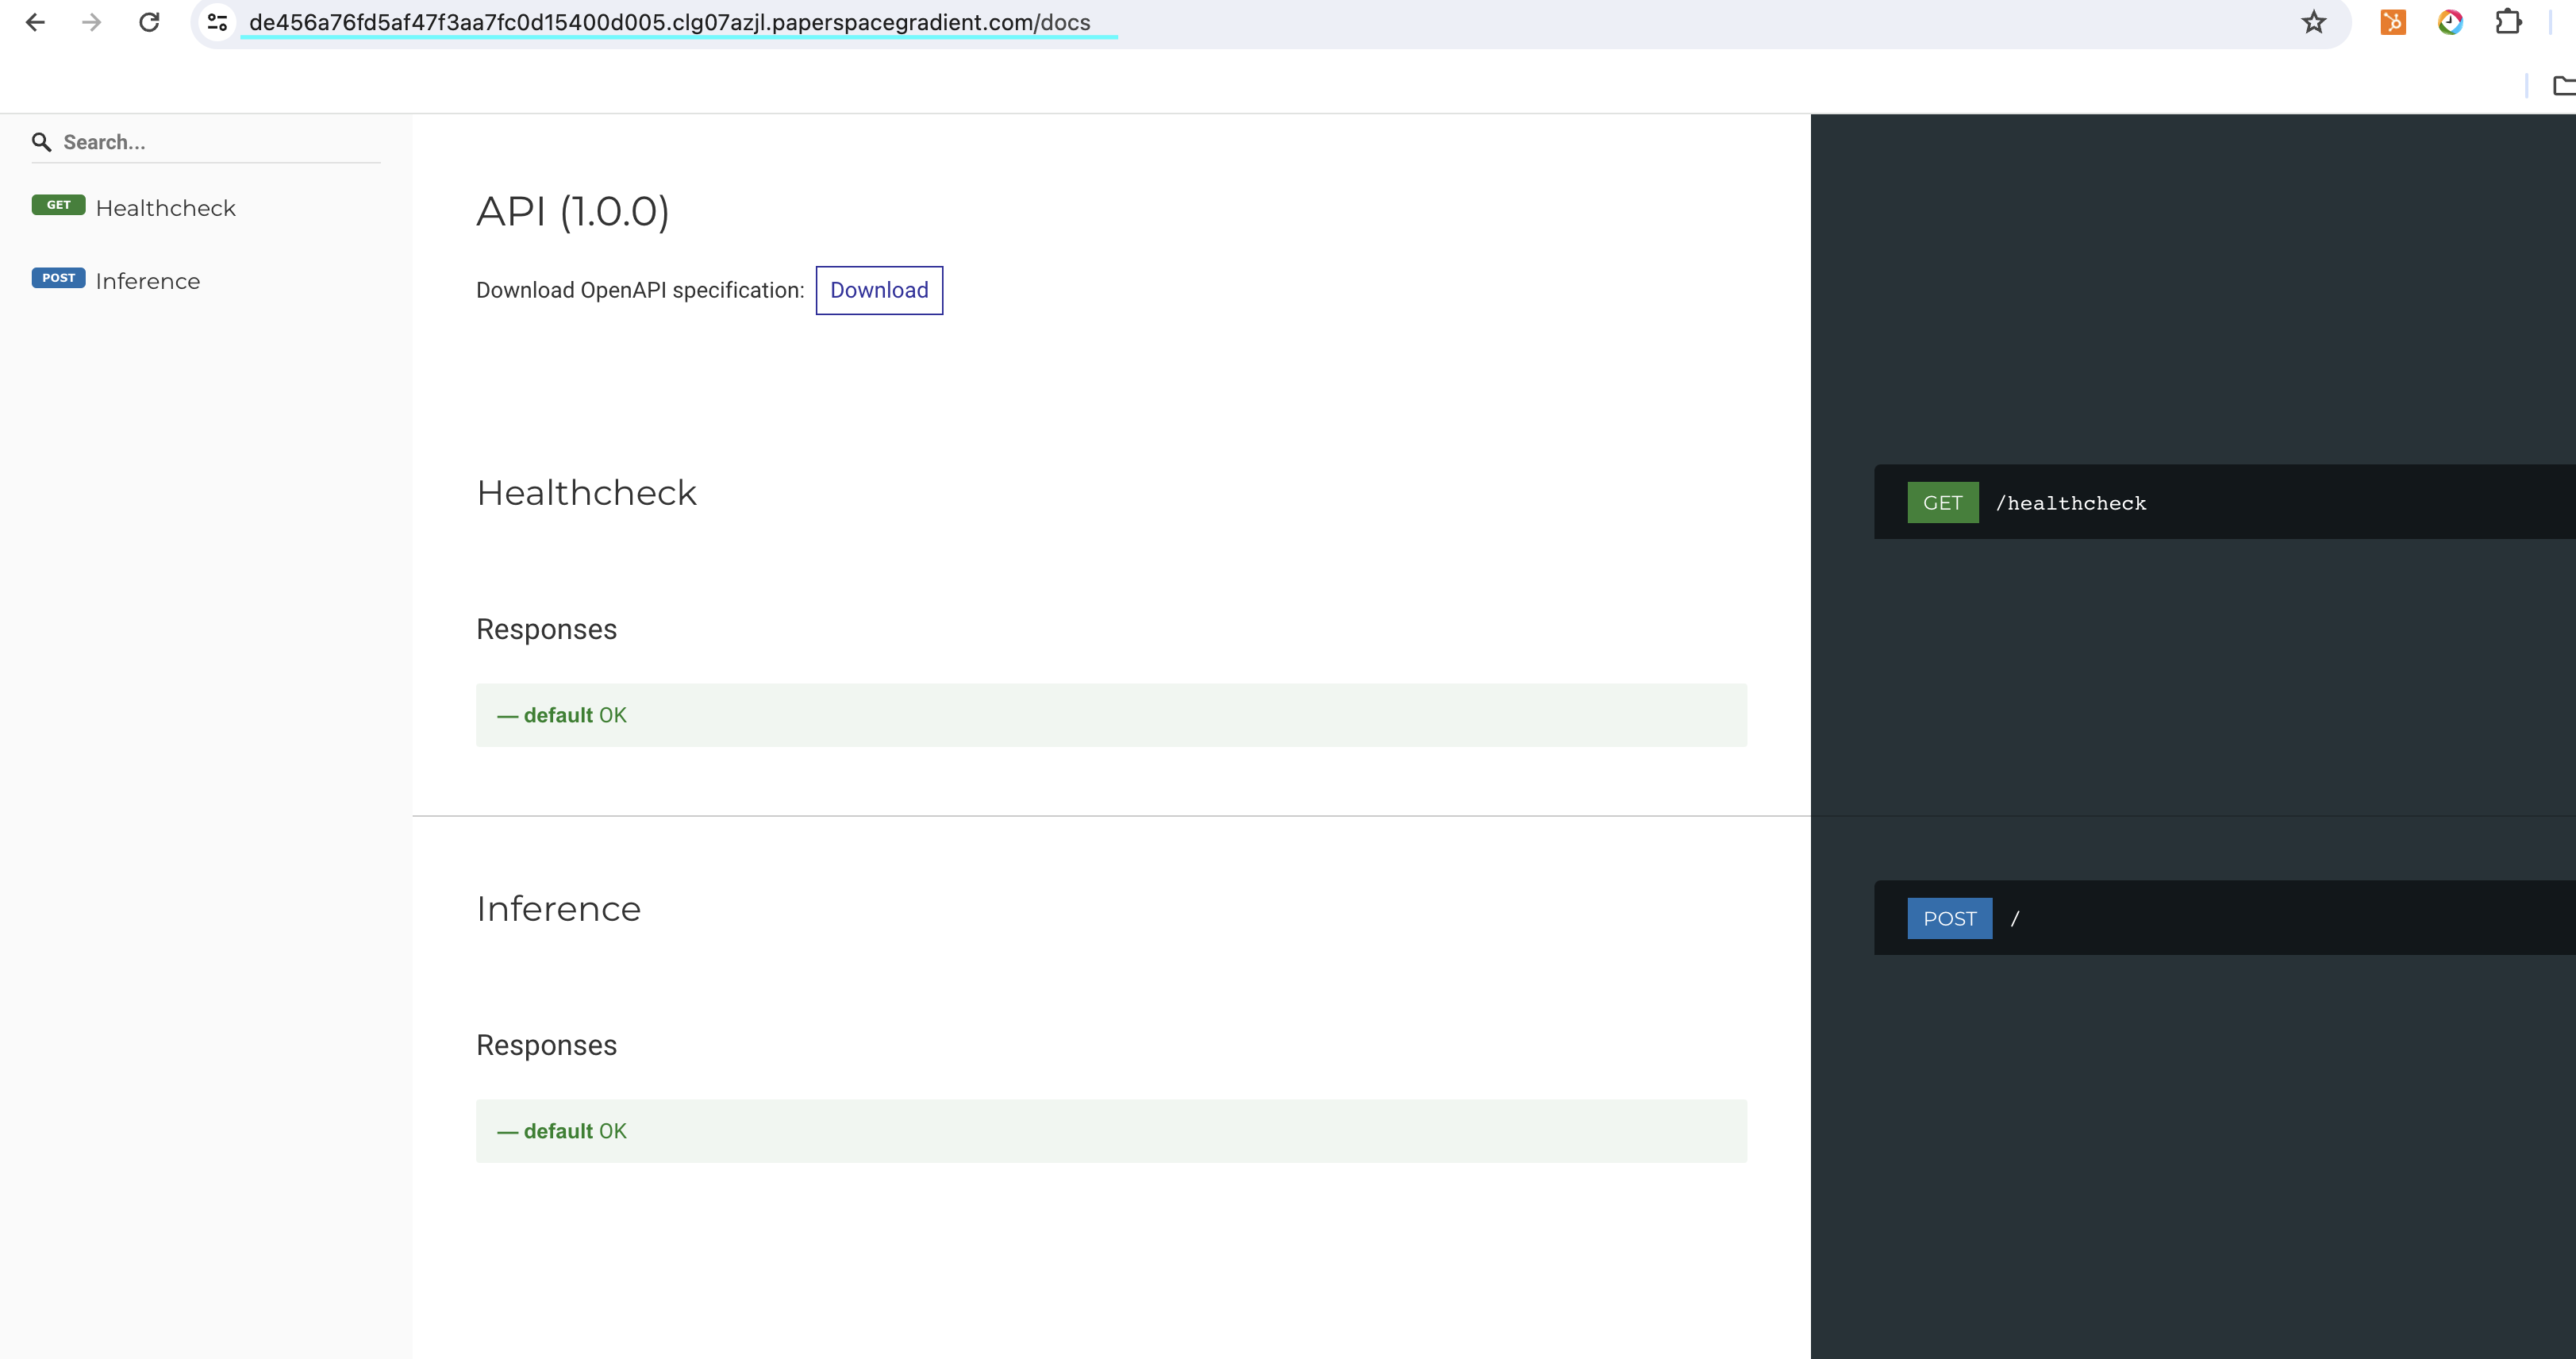 de456a76fd5af47f3aa7fc0d15400d005.clg07azjl.paperspacegradient.com/docs
Search...
GET Healthcheck
POST Inference
API (1.0.0)
Download OpenAPI specification: Download
Healthcheck
GET /healthcheck
Responses
— default OK
Inference
POST /
Responses
— default OK